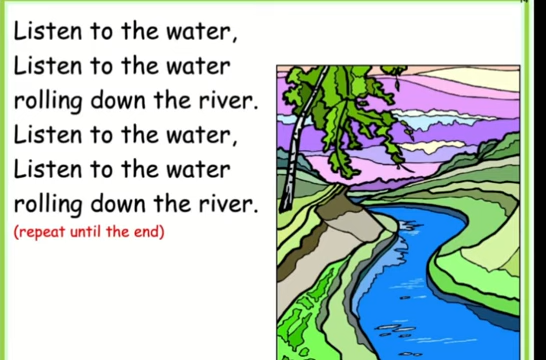 Listen to the water,
Listen to the water
rolling down the river.
Listen to the water,
Listen to the water
rolling down the river.
(repeat until the end)